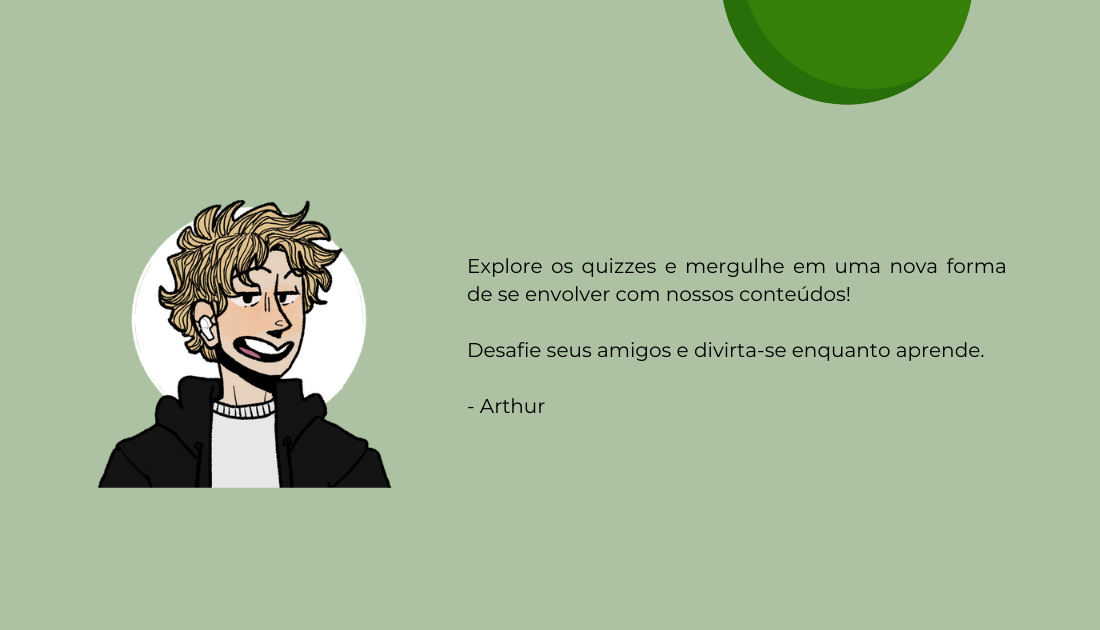 Explore os quizzes e mergulhe em uma nova forma
de se envolver com nossos conteúdos!
Desafie seus amigos e divirta-se enquanto aprende.
- Arthur